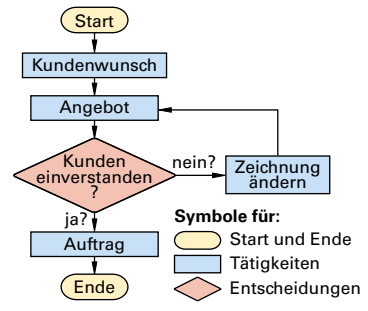 Start
Kundenwunsch
Angebot
Kunden
einverstanden
?
nein?
Zeichnung
ändern
ja?
Auftrag
Ende
Symbole für:
Start und Ende
Tätigkeiten
Entscheidungen